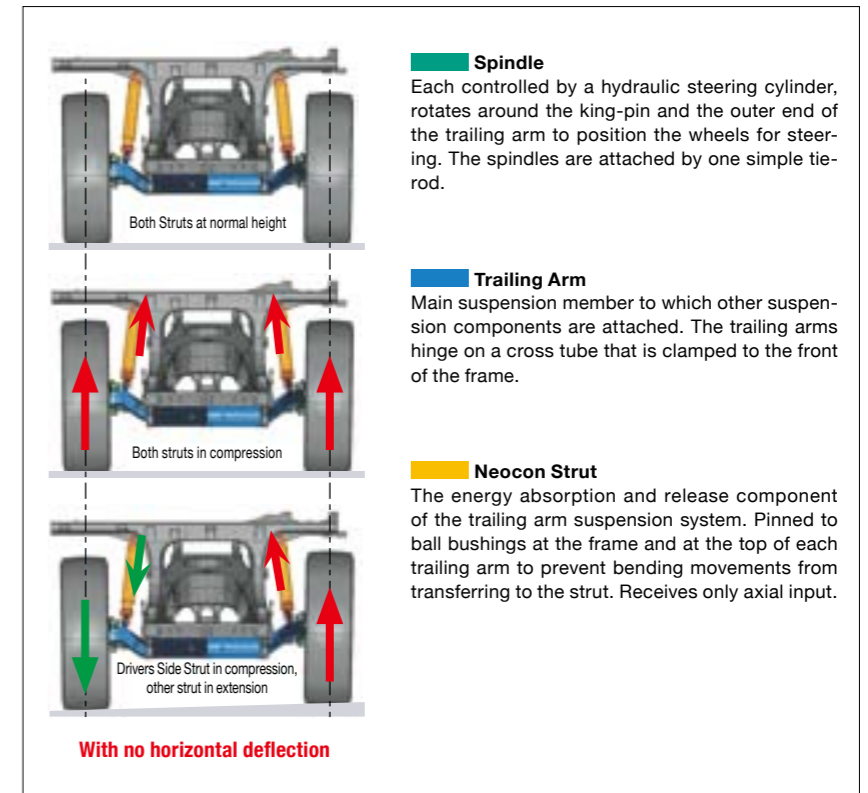 Both Struts at normal height
Both struts in compression
Drivers Side Strut in compression,
other strut in extension
With no horizontal deflection
Spindle
Each controlled by a hydraulic steering cylinder,
rotates around the king-pin and the outer end of
the trailing arm to position the wheels for steer-
ing. The spindles are attached by one simple tie-
rod.
Trailing Arm
Main suspension member to which other suspen-
sion components are attached. The trailing arms
hinge on a cross tube that is clamped to the front
of the frame.
Neocon Strut
The energy absorption and release component
of the trailing arm suspension system. Pinned to
ball bushings at the frame and at the top of each
trailing arm to prevent bending movements from
transferring to the strut. Receives only axial input.